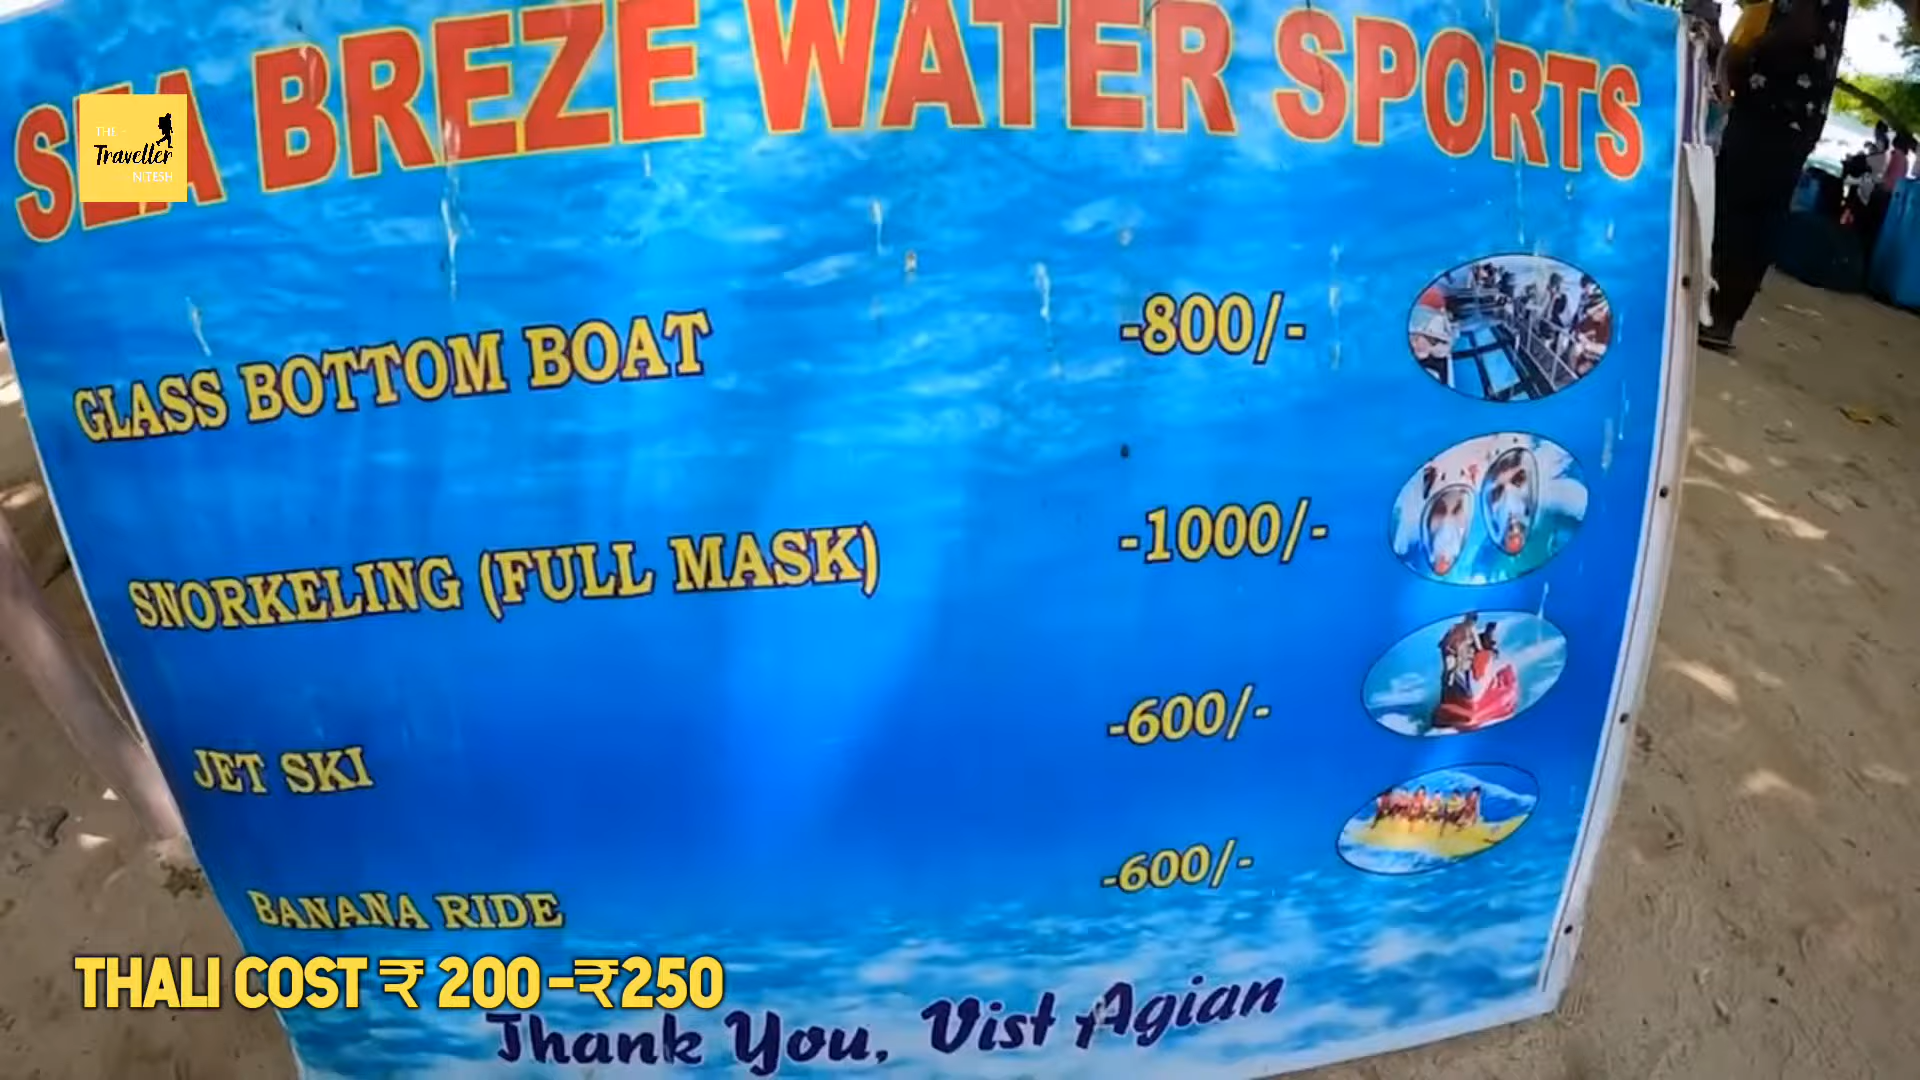 SEA BREZE WATER SPORTS
THE -
Traveller
NITESH
GLASS BOTTOM BOAT -800/-
SNORKELING (FULL MASK) -1000/-
JET SKI -600/-
BANANA RIDE -600/-
THALI COST ₹ 200 -₹250
Thank You, Vist Agian